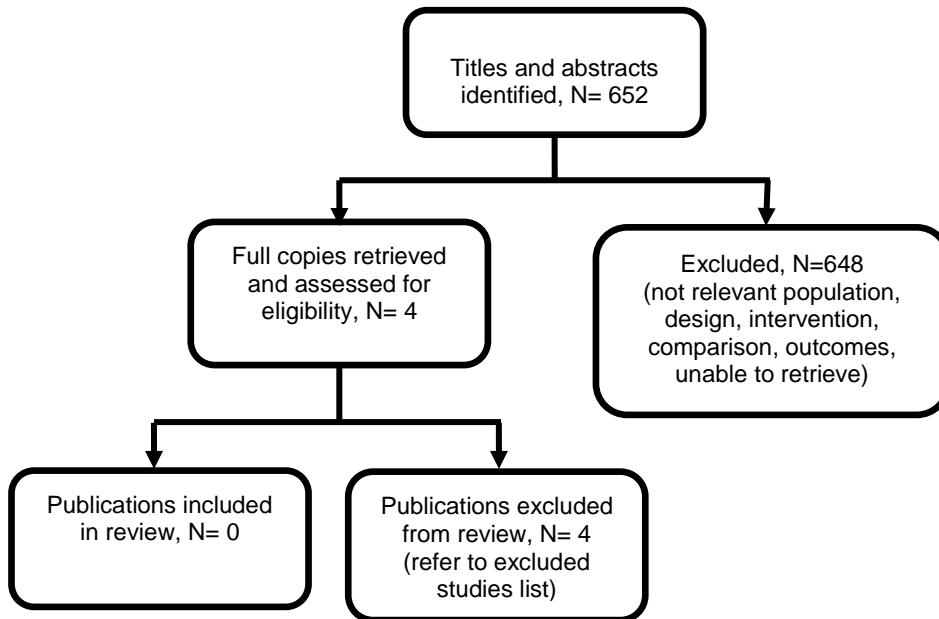 Titles and abstracts
identified, N= 652
Full copies retrieved
and assessed for
eligibility, N= 4
Excluded, N=648
(not relevant population,
design, intervention,
comparison, outcomes,
unable to retrieve)
Publications included
in review, N= 0
Publications excluded
from review, N= 4
(refer to excluded
studies list)